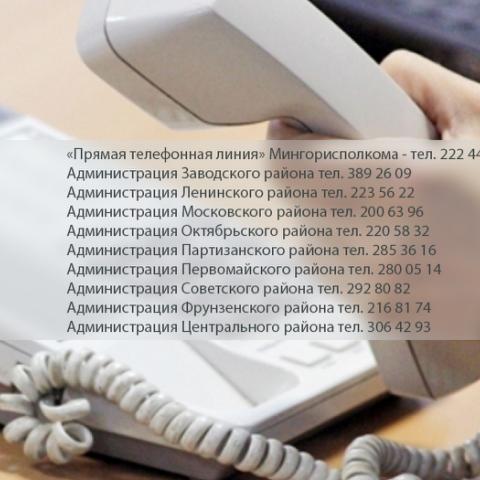 «Прямая телефонная линия» Мингорисполкома - тел. 222 44
Администрация Заводского района тел. 389 26 09
Администрация Ленинского района тел. 223 56 22
Администрация Московского района тел. 200 63 96
Администрация Октябрьского района тел. 220 58 32
Администрация Партизанского района тел. 285 36 16
Администрация Первомайского района тел. 280 05 14
Администрация Советского района тел. 292 80 82
Администрация Фрунзенского района тел. 216 81 74
Администрация Центрального района тел. 306 42 93